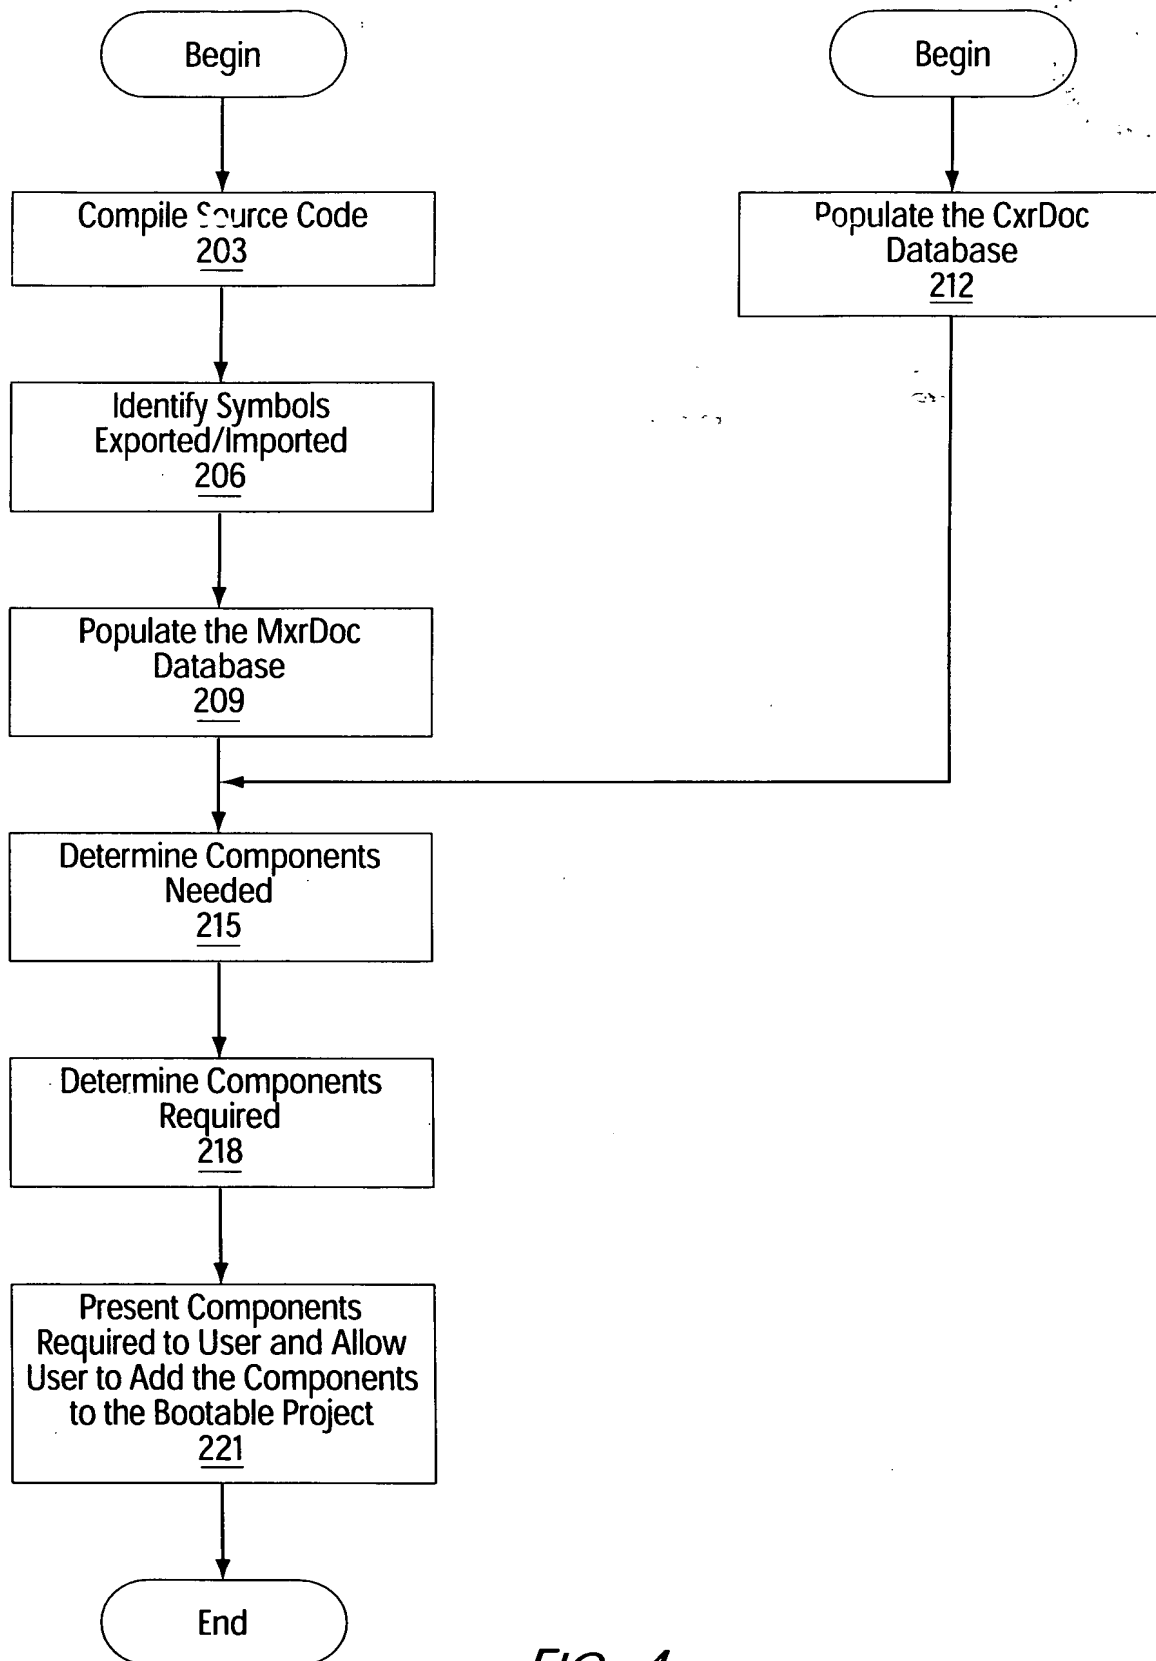 Begin
Compile Source Code
203
Identify Symbols
Exported/Imported
206
Populate the MxrDoc
Database
209
Begin
Populate the CxrDoc
Database
212
Determine Components
Needed
215
Determine Components
Required
218
Present Components
Required to User and Allow
User to Add the Components
to the Bootable Project
221
End
FIG. 4